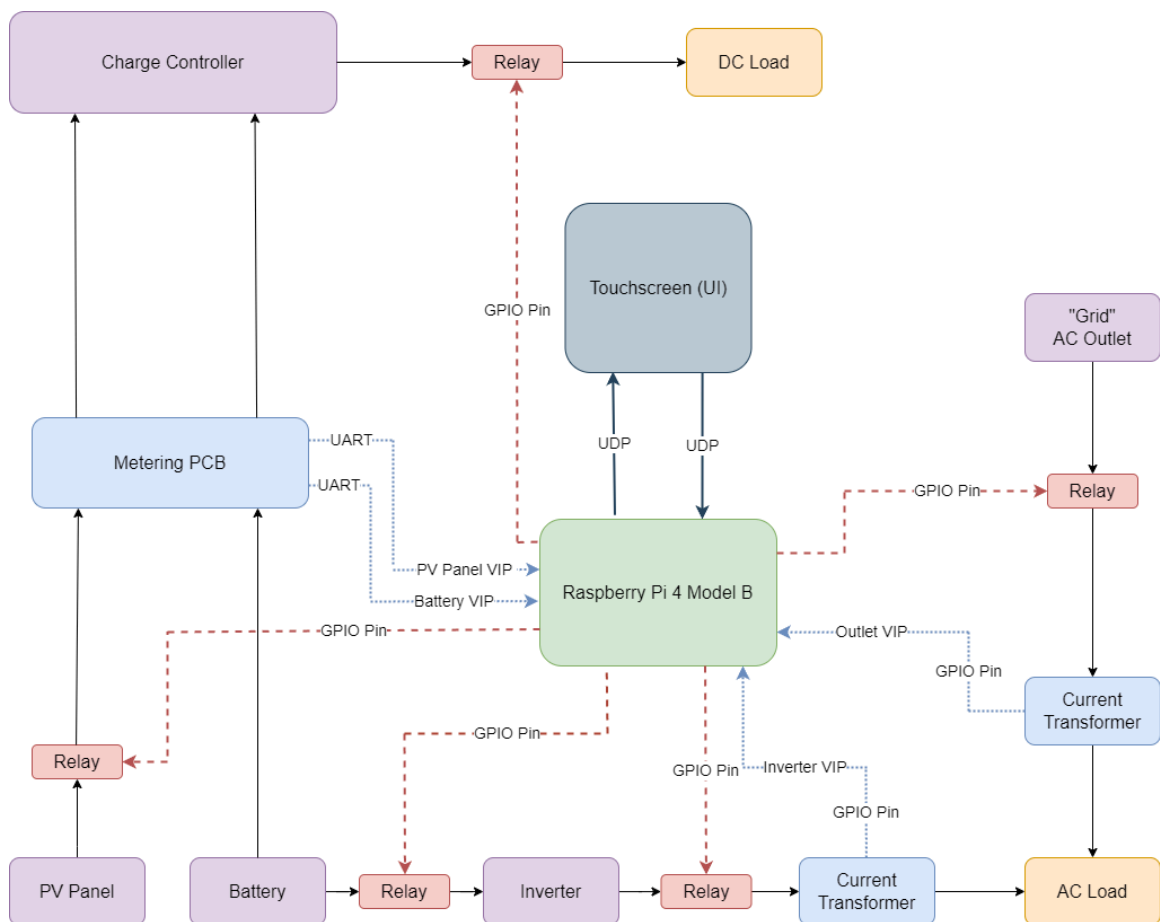 Charge Controller
Relay
DC Load
Touchscreen (UI)
GPIO Pin
"Grid"
AC Outlet
UDP
UDP
UART
Metering PCB
UART
GPIO Pin
Relay
PV Panel VIP
Raspberry Pi 4 Model B
Battery VIP
GPIO Pin
Outlet VIP
GPIO Pin
Current
Transformer
GPIO Pin
Relay
GPIO Pin
Inverter VIP
GPIO Pin
PV Panel
Battery
Relay
Inverter
Relay
Current
Transformer
AC Load